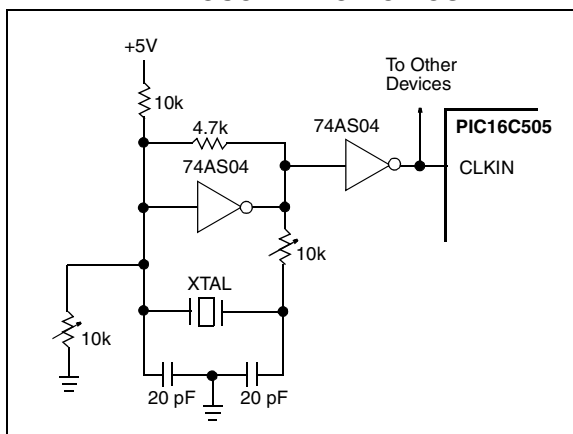 +5V
To Other
Devices
10k
4.7k
74AS04
PIC16C505
74AS04
CLKIN
10k
XTAL
10k
20 pF
20 pF